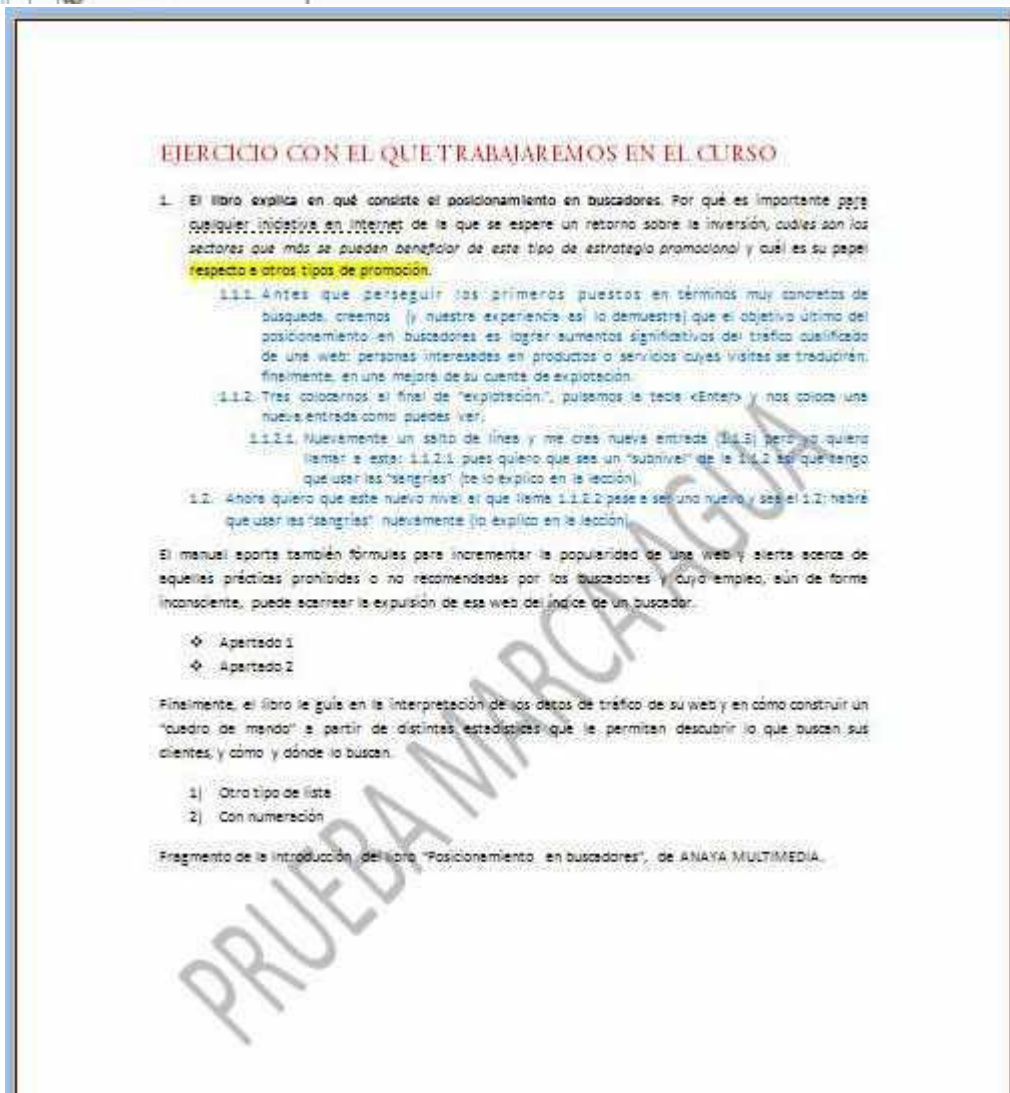 EJERCICIO CON EL QUE TRABAJAREMOS EN EL CURSO
1. El libro explica en qué consiste el posicionamiento en buscadores. Por qué es importante para
cualquier iniciativa en Internet de la que se espere un retorno sobre la inversión, cuáles son los
sectores que más se pueden beneficiar de este tipo de estrategia promocional y cuál es su papel
respecto a otros tipos de promoción.
1.1.1. Antes que perseguir los primeros puestos en términos muy concretos de
búsqueda, creemos (y nuestra experiencia así lo demuestra) que el objetivo último del
posicionamiento en buscadores es lograr aumentos significativos del tráfico cualificado
de una web: personas interesadas en productos o servicios cuyas visitas se traducirán,
finalmente, en una mejora de su cuenta de explotación.
1.1.2. Tras colocarnos al final de "explotación.", pulsamos la tecla <Enter> y nos coloca una
nueva entrada como puedes ver.
1.1.2.1. Nuevamente un salto de línea y me crea nueva entrada (1.1.3) pero yo quiero
llamar a esta: 1.1.2.1 pues quiero que sea un "subnivel" de la 1.1.2 así que tengo
que usar las "sangrías" (te lo explico en la lección).
1.2. Ahora quiero que este nuevo nivel al que llama 1.1.2.2 pase a ser uno nuevo y sea el 1.2; habrá
que usar las "sangrías" nuevamente (lo explico en la lección).
El manual aporta también fórmulas para incrementar la popularidad de una web y alerta acerca de
aquellas prácticas prohibidas o no recomendadas por los buscadores y cuyo empleo, aún de forma
inconsciente, puede acarrear la expulsión de esa web del índice de un buscador.
❖ Apartado 1
❖ Apartado 2
Finalmente, el libro le guía en la interpretación de los datos de tráfico de su web y en cómo construir un
"cuadro de mando" a partir de distintas estadísticas que le permitan descubrir lo que buscan sus
clientes, y cómo y dónde lo buscan.
1) Otro tipo de lista
2) Con numeración
Fragmento de la introducción del libro "Posicionamiento en buscadores", de ANAYA MULTIMEDIA.
PRUEBA MARCA AGUA